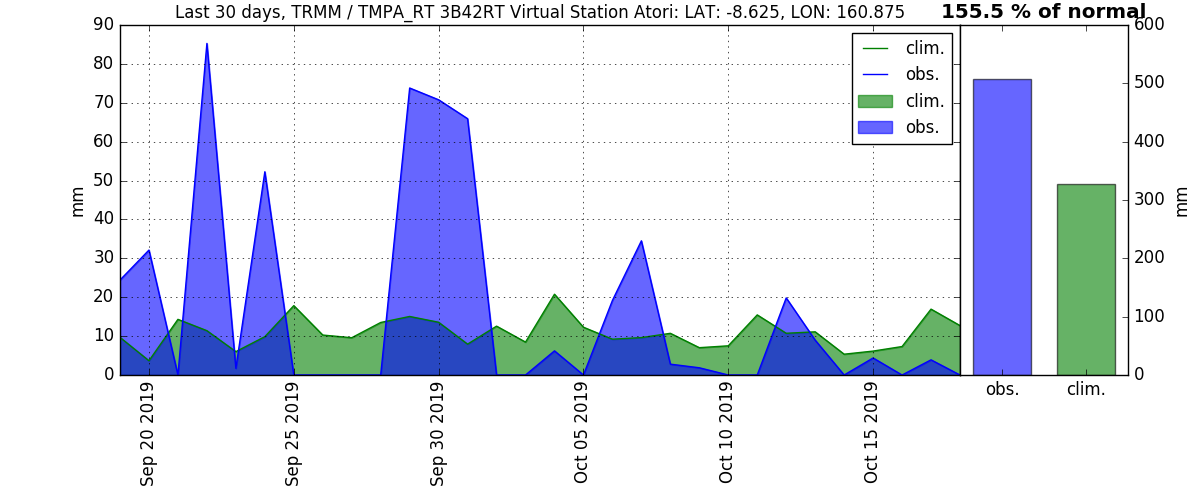 Last 30 days, TRMM / TMPA_RT 3B42RT Virtual Station Atori: LAT: -8.625, LON: 160.875
155.5 % of normal
90
80
70
60
50
40
30
20
10
0
mm
clim.
obs.
clim.
obs.
600
500
400
300
200
100
0
mm
Sep 20 2019
Sep 25 2019
Sep 30 2019
Oct 05 2019
Oct 10 2019
Oct 15 2019
obs.
clim.